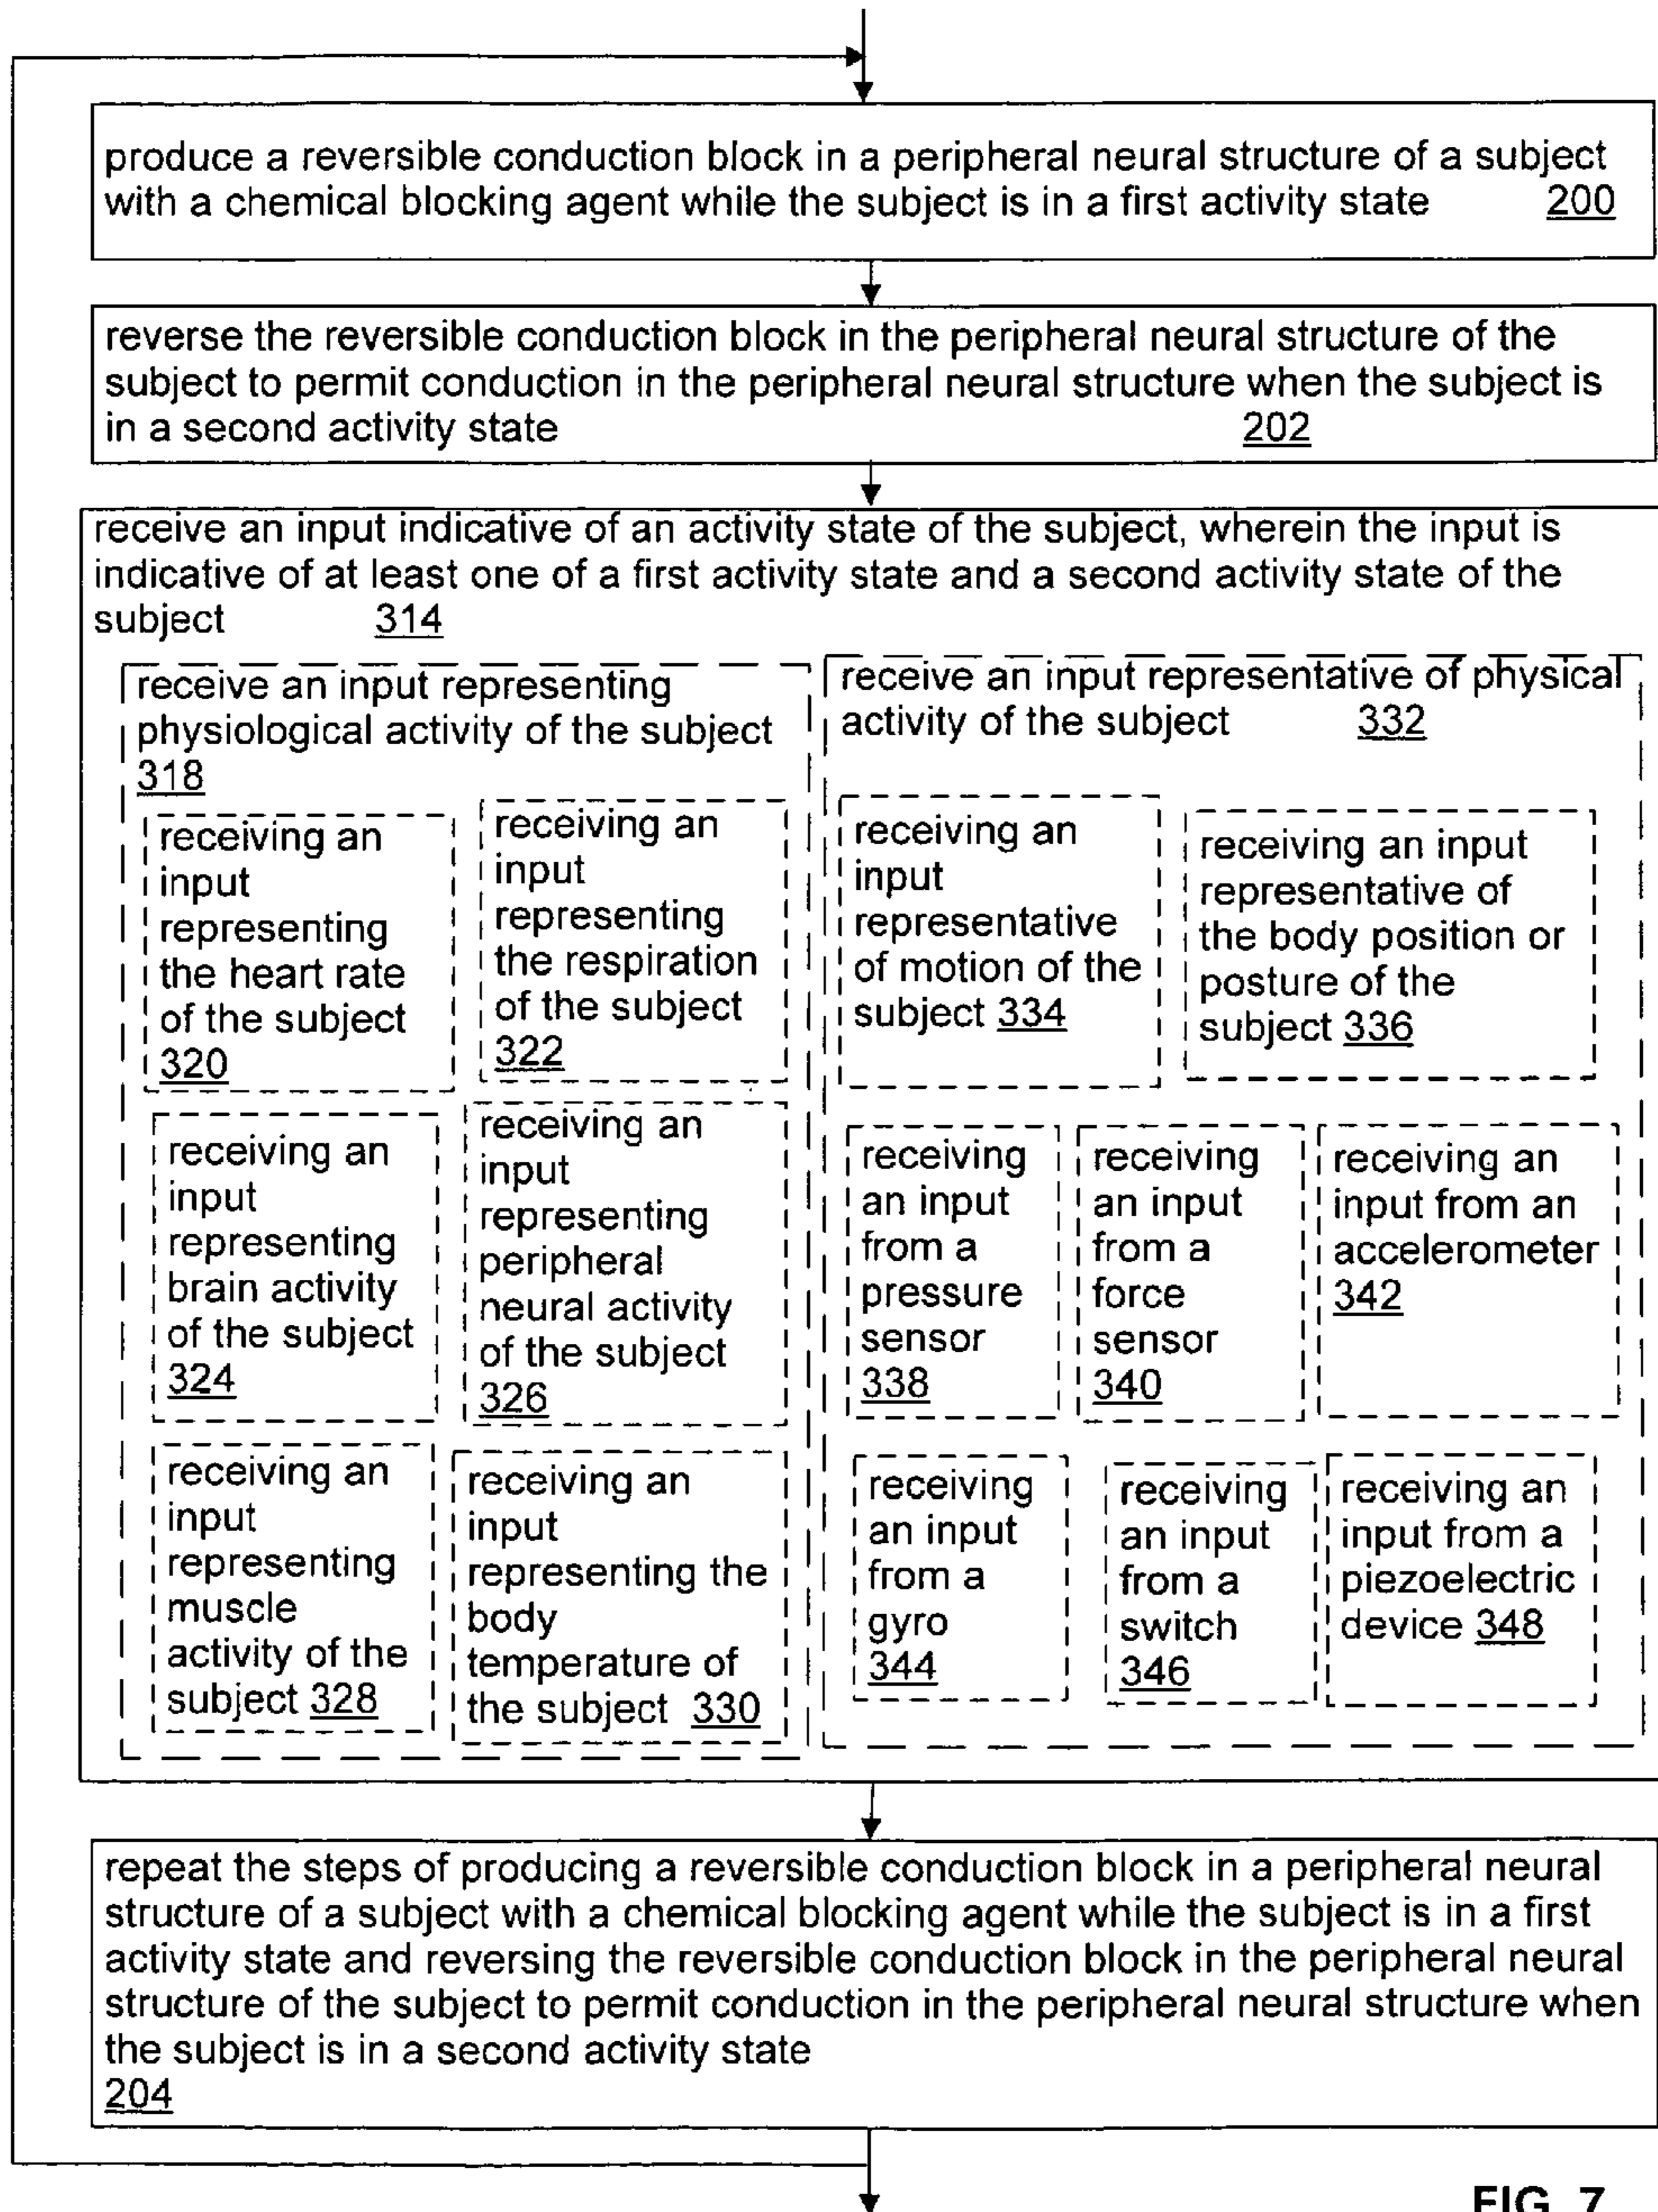 produce a reversible conduction block in a peripheral neural structure of a subject
with a chemical blocking agent while the subject is in a first activity state 200
reverse the reversible conduction block in the peripheral neural structure of the
subject to permit conduction in the peripheral neural structure when the subject is
in a second activity state 202
receive an input indicative of an activity state of the subject, wherein the input is
indicative of at least one of a first activity state and a second activity state of the
subject 314
receive an input representing
physiological activity of the subject
318
receiving an
input
representing
the heart rate
of the subject
320
receiving an
input
representing
the respiration
of the subject
322
receiving an
input
representing
brain activity
of the subject
324
receiving an
input
representing
peripheral
neural activity
of the subject
326
receiving an
input
representing
muscle
activity of the
subject 328
receiving an
input
representing the
body
temperature of
the subject 330
receive an input representative of physical
activity of the subject 332
receiving an
input
representative
of motion of the
subject 334
receiving an input
representative of
the body position or
posture of the
subject 336
receiving
an input
from a
pressure
sensor
338
receiving
an input
from a
force
sensor
340
receiving an
input from an
accelerometer
342
receiving
an input
from a
gyro
344
receiving
an input
from a
switch
346
receiving an
input from a
piezoelectric
device 348
repeat the steps of producing a reversible conduction block in a peripheral neural
structure of a subject with a chemical blocking agent while the subject is in a first
activity state and reversing the reversible conduction block in the peripheral neural
structure of the subject to permit conduction in the peripheral neural structure when
the subject is in a second activity state
204
FIG. 7